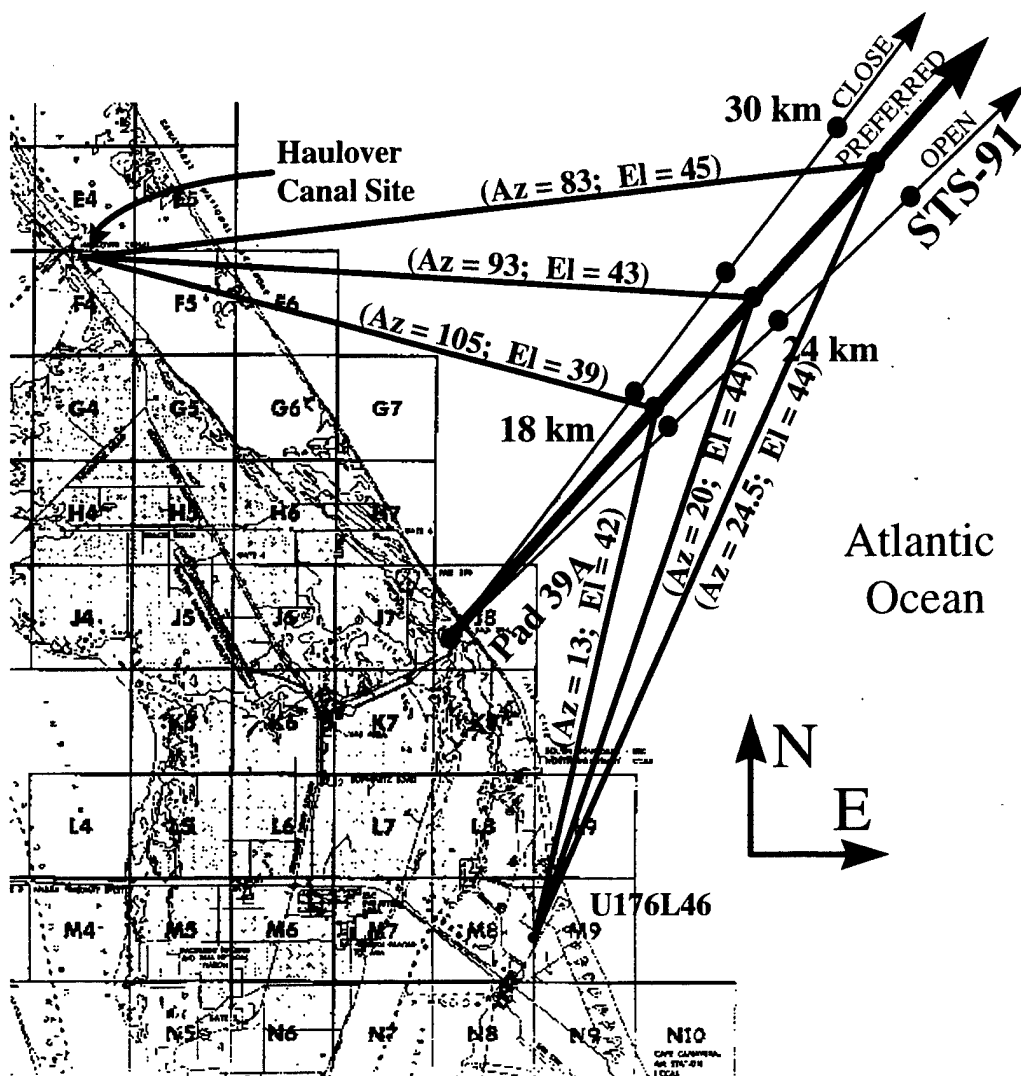 CLOSE
PREFERRED
OPEN
STS-91
30 km
Haulover
Canal Site
(Az = 83; El = 45)
(Az = 93; El = 43)
(Az = 105; El = 39)
24 km
18 km
(Az = 13; El = 42)
(Az = 20; El = 44)
(Az = 24.5; El = 44)
Pad 39A
Atlantic
Ocean
N
E
U176L46
E4
E5
F4 F5 E6
G4 G5 G6 G7
H4 H5 H6 H7
J4 J5 J6 J7 J8
K6 K7
L4 L5 L6 L7 L8
M4 M5 M6 M7 M8 M9
N5 N6 N7 N8 N9 N10